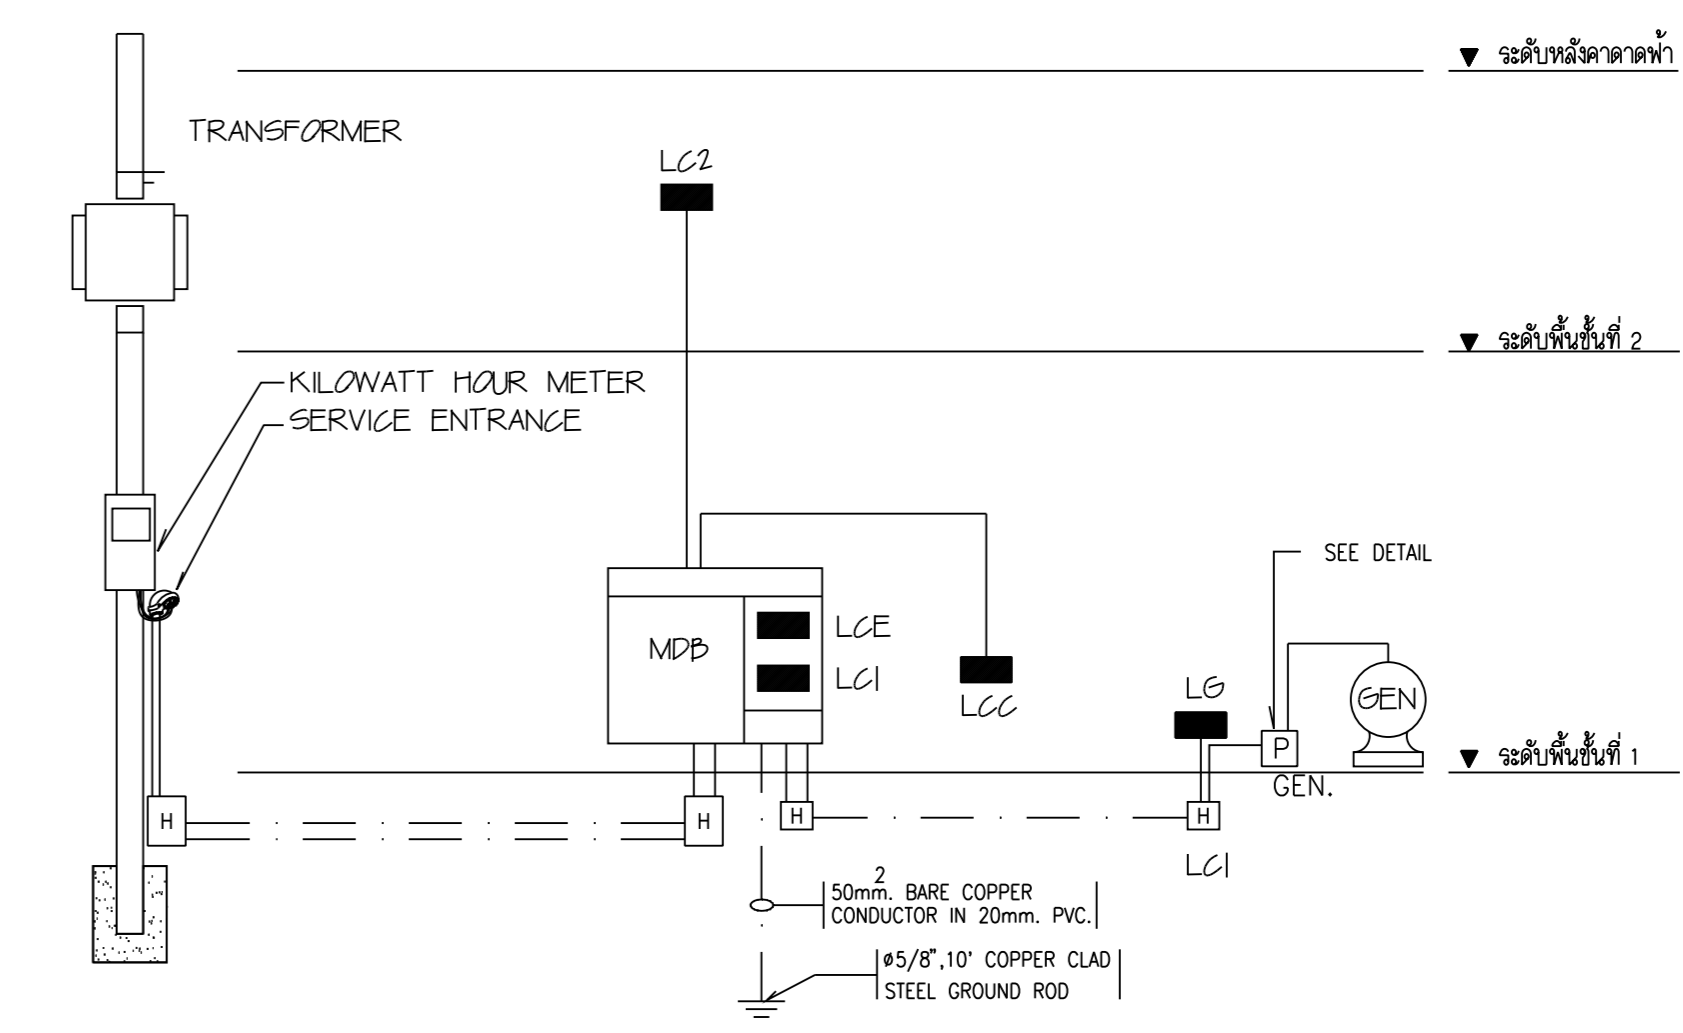 ระดับหลังคาดาดฟ้า
TRANSFORMER
LC2
ระดับพื้นชั้นที่ 2
KILOWATT HOUR METER
SERVICE ENTRANCE
SEE DETAIL
MDB
LCE
LC1
LCC
LG
GEN
P
ระดับพื้นชั้นที่ 1
GEN.
H
H
H
H
LC1
50mm.² BARE COPPER
CONDUCTOR IN 20mm. PVC.
ø5/8",10' COPPER CLAD
STEEL GROUND ROD